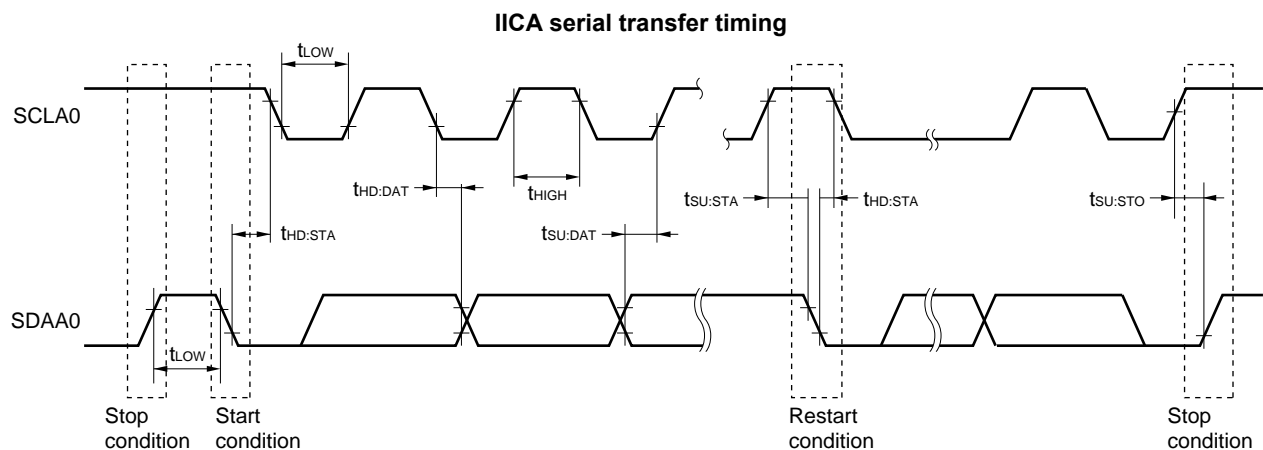 IICA serial transfer timing
tLOW
SCLA0
tHD:DAT
tHIGH
tSU:STA
tHD:STA
tSU:STO
tHD:STA
tSU:DAT
SDAA0
tLOW
Stop
condition
Start
condition
Restart
condition
Stop
condition